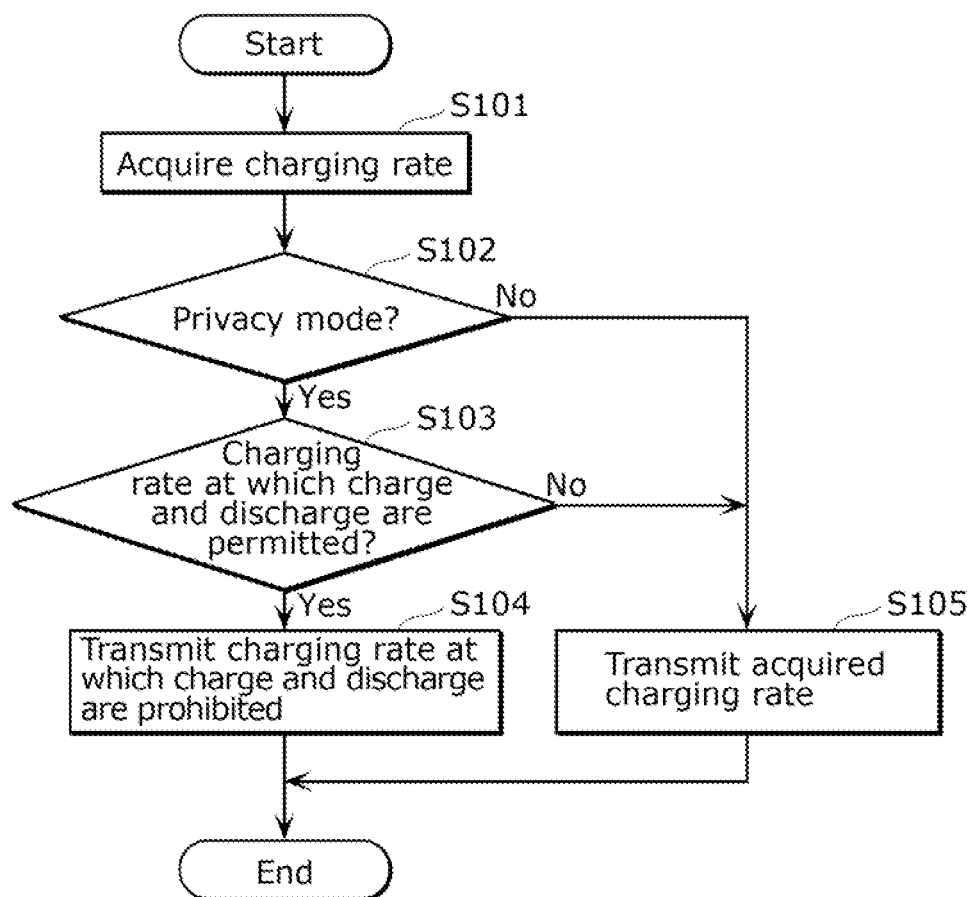 Start
S101
Acquire charging rate
S102
Privacy mode?
No
Yes
S103
Charging
rate at which charge
and discharge are
permitted?
No
Yes
S104
Transmit charging rate at
which charge and discharge
are prohibited
S105
Transmit acquired
charging rate
End